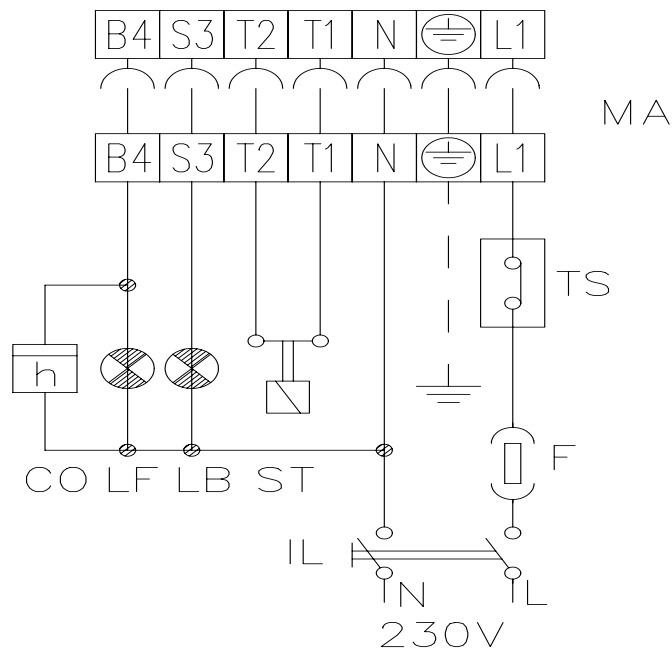 B4 S3 T2 T1 N L1
MA
B4 S3 T2 T1 N L1
TS
h
F
CO LF LB ST
IL
N L
230V